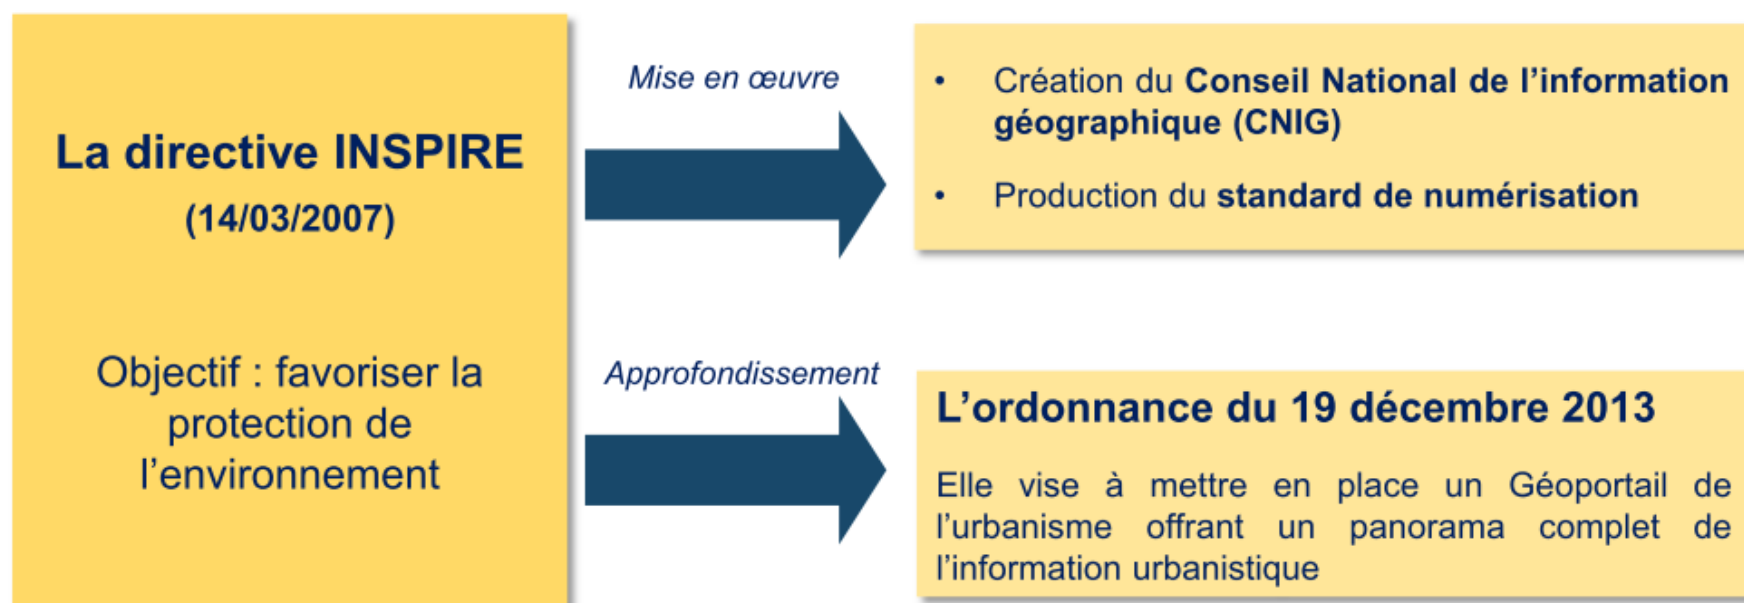 La directive INSPIRE
(14/03/2007)
Objectif : favoriser la
protection de
l’environnement
Mise en œuvre
• Création du Conseil National de l’information
géographique (CNIG)
• Production du standard de numérisation
Approfondissement
L’ordonnance du 19 décembre 2013
Elle vise à mettre en place un Géoportail de
l’urbanisme offrant un panorama complet de
l’information urbanistique